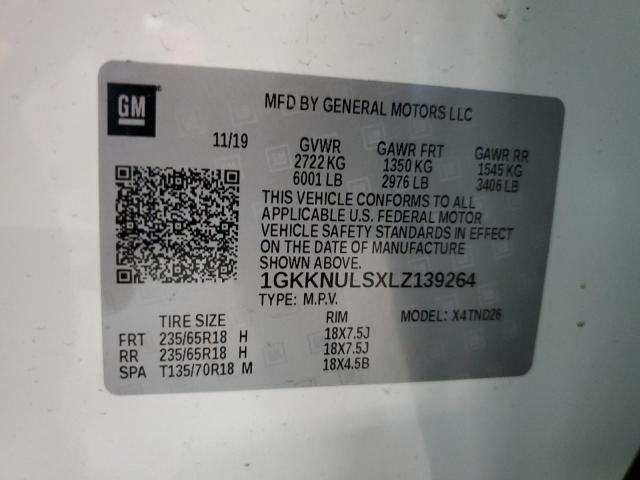 GM
MFD BY GENERAL MOTORS LLC
11/19 GVWR GAWR FRT GAWR RR
2722 KG 1350 KG 1545 KG
6001 LB 2976 LB 3406 LB
THIS VEHICLE CONFORMS TO ALL
APPLICABLE U.S. FEDERAL MOTOR
VEHICLE SAFETY STANDARDS IN EFFECT
ON THE DATE OF MANUFACTURE
SHOWN ABOVE.
1GKKNULSXLZ139264
TYPE: M.P.V. MODEL: X4TND26
TIRE SIZE RIM
FRT 235/65R18 H 18X7.5J
RR 235/65R18 H 18X7.5J
SPA T135/70R18 M 18X4.5B